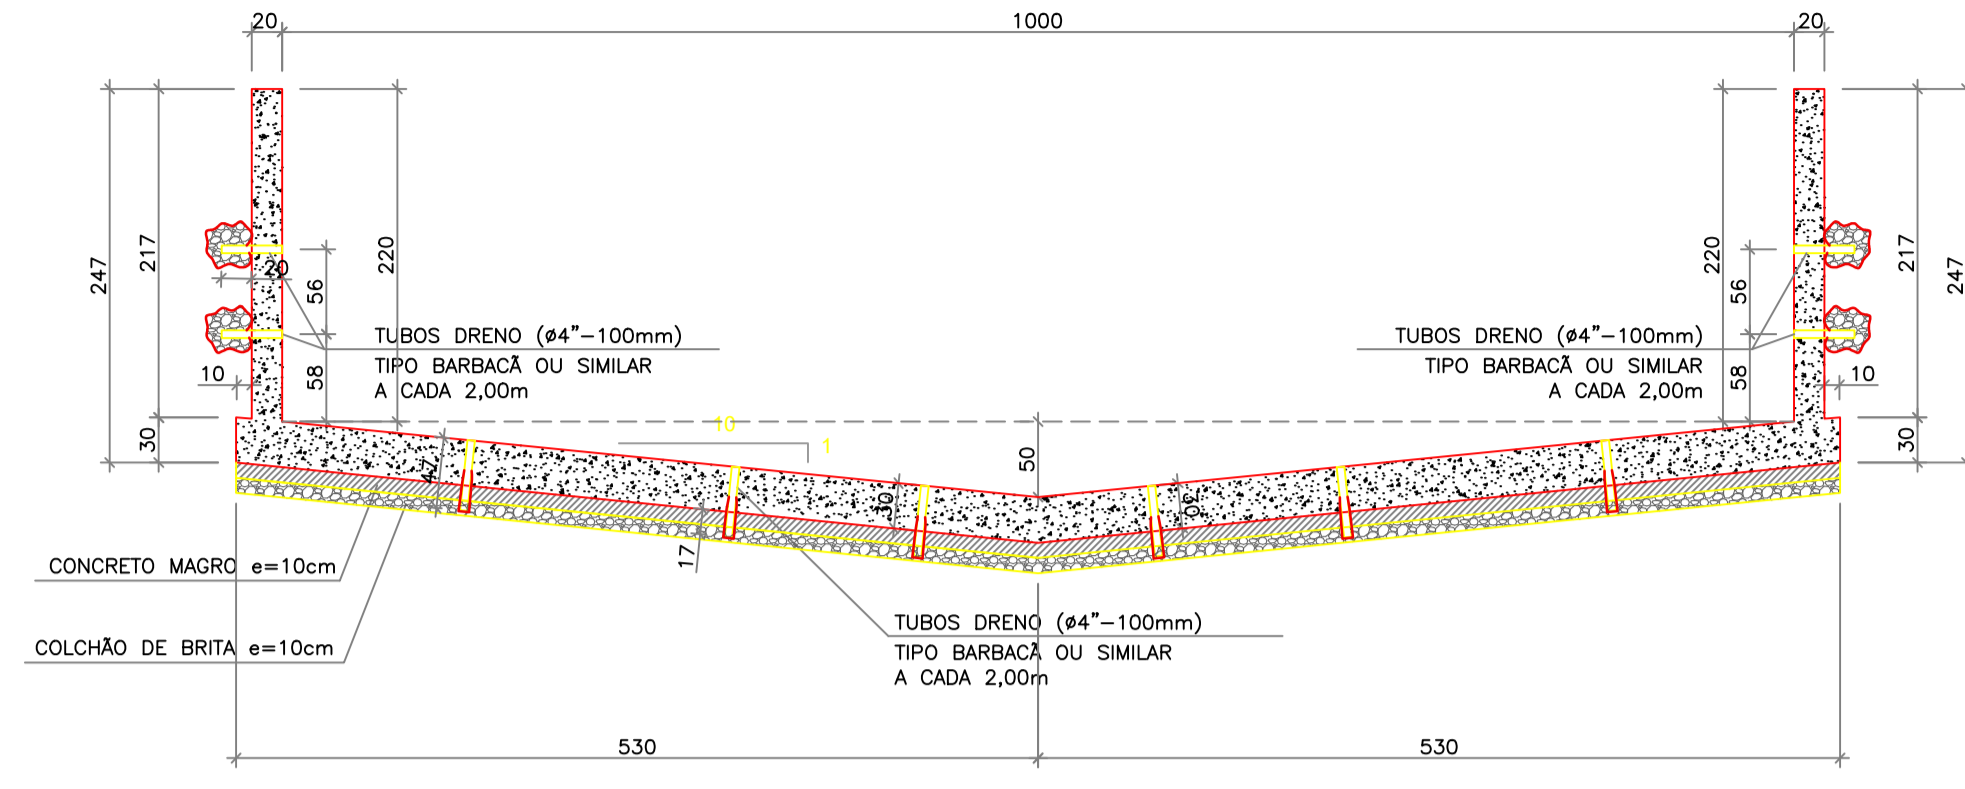 20
1000
20
247
217
220
20
56
58
10
30
TUBOS DRENO (ø4"-100mm)
TIPO BARBACÃ OU SIMILAR
A CADA 2,00m
TUBOS DRENO (ø4"-100mm)
TIPO BARBACÃ OU SIMILAR
A CADA 2,00m
220
56
58
217
247
10
30
10
1
47
30
50
30
17
CONCRETO MAGRO e=10cm
COLCHÃO DE BRITA e=10cm
TUBOS DRENO (ø4"-100mm)
TIPO BARBACÃ OU SIMILAR
A CADA 2,00m
530
530